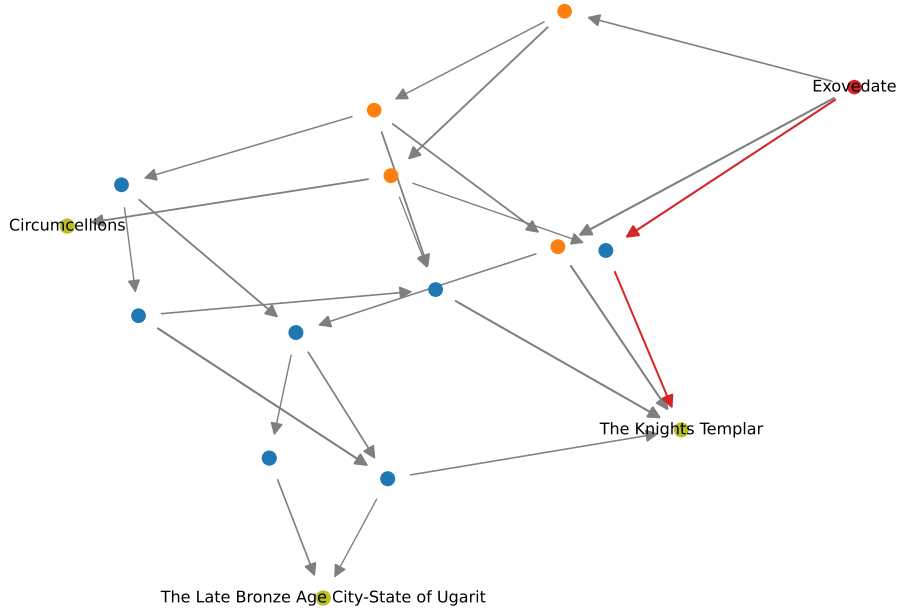 Exovedate
Circumcellions
The Knights Templar
The Late Bronze Age City-State of Ugarit